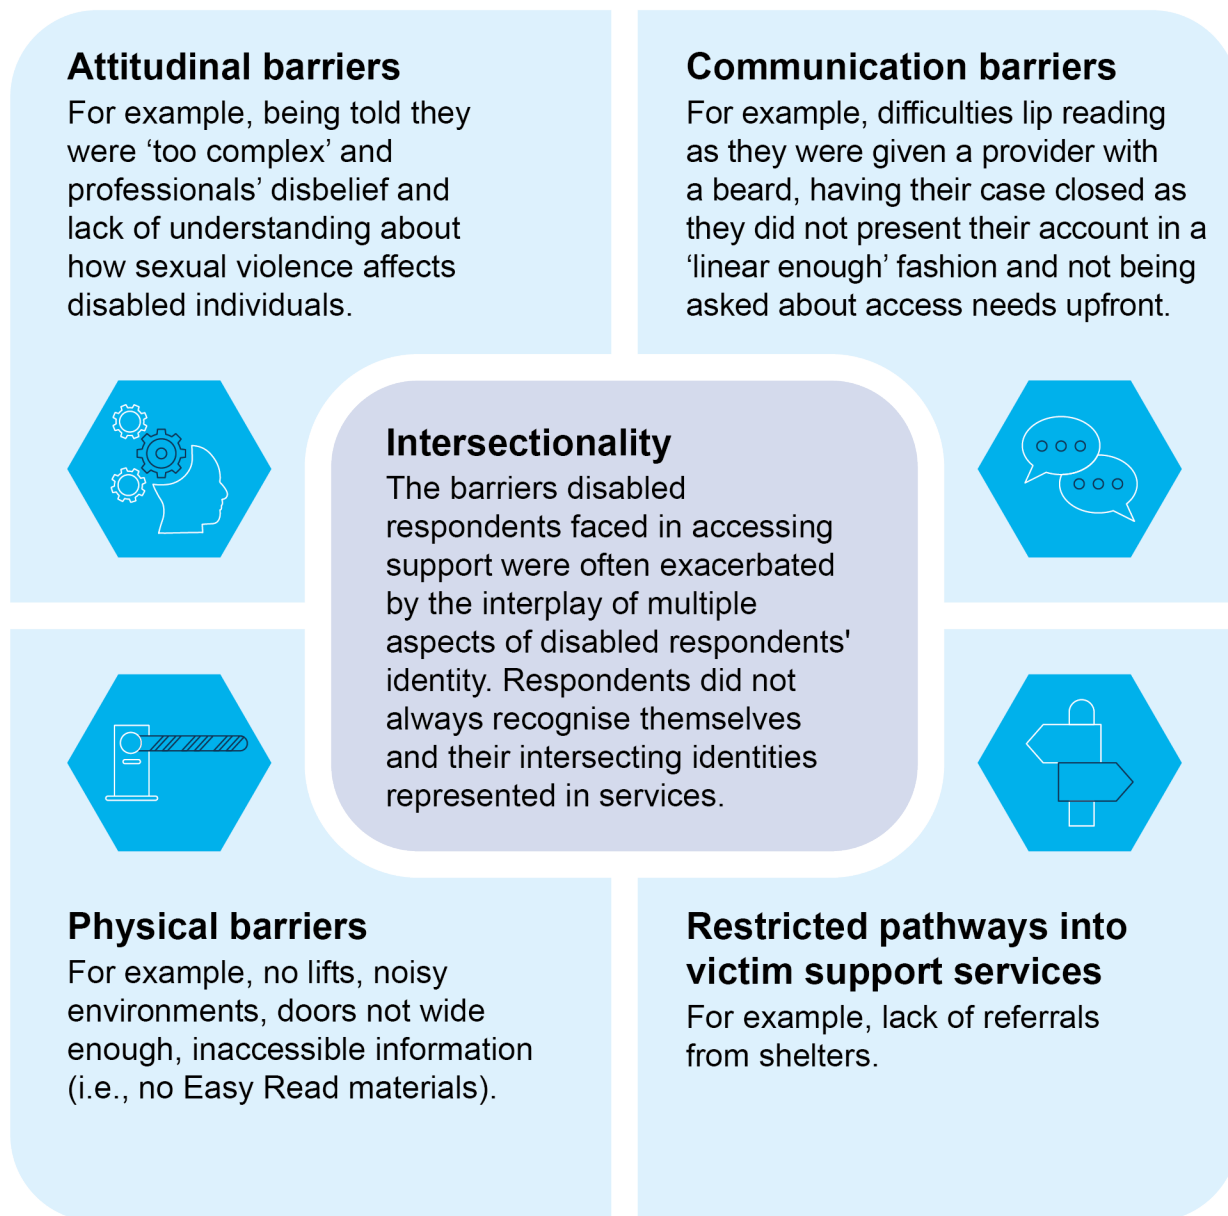 Attitudinal barriers
For example, being told they
were ‘too complex’ and
professionals’ disbelief and
lack of understanding about
how sexual violence affects
disabled individuals.
Communication barriers
For example, difficulties lip reading
as they were given a provider with
a beard, having their case closed as
they did not present their account in a
‘linear enough’ fashion and not being
asked about access needs upfront.
Intersectionality
The barriers disabled
respondents faced in accessing
support were often exacerbated
by the interplay of multiple
aspects of disabled respondents'
identity. Respondents did not
always recognise themselves
and their intersecting identities
represented in services.
Physical barriers
For example, no lifts, noisy
environments, doors not wide
enough, inaccessible information
(i.e., no Easy Read materials).
Restricted pathways into
victim support services
For example, lack of referrals
from shelters.